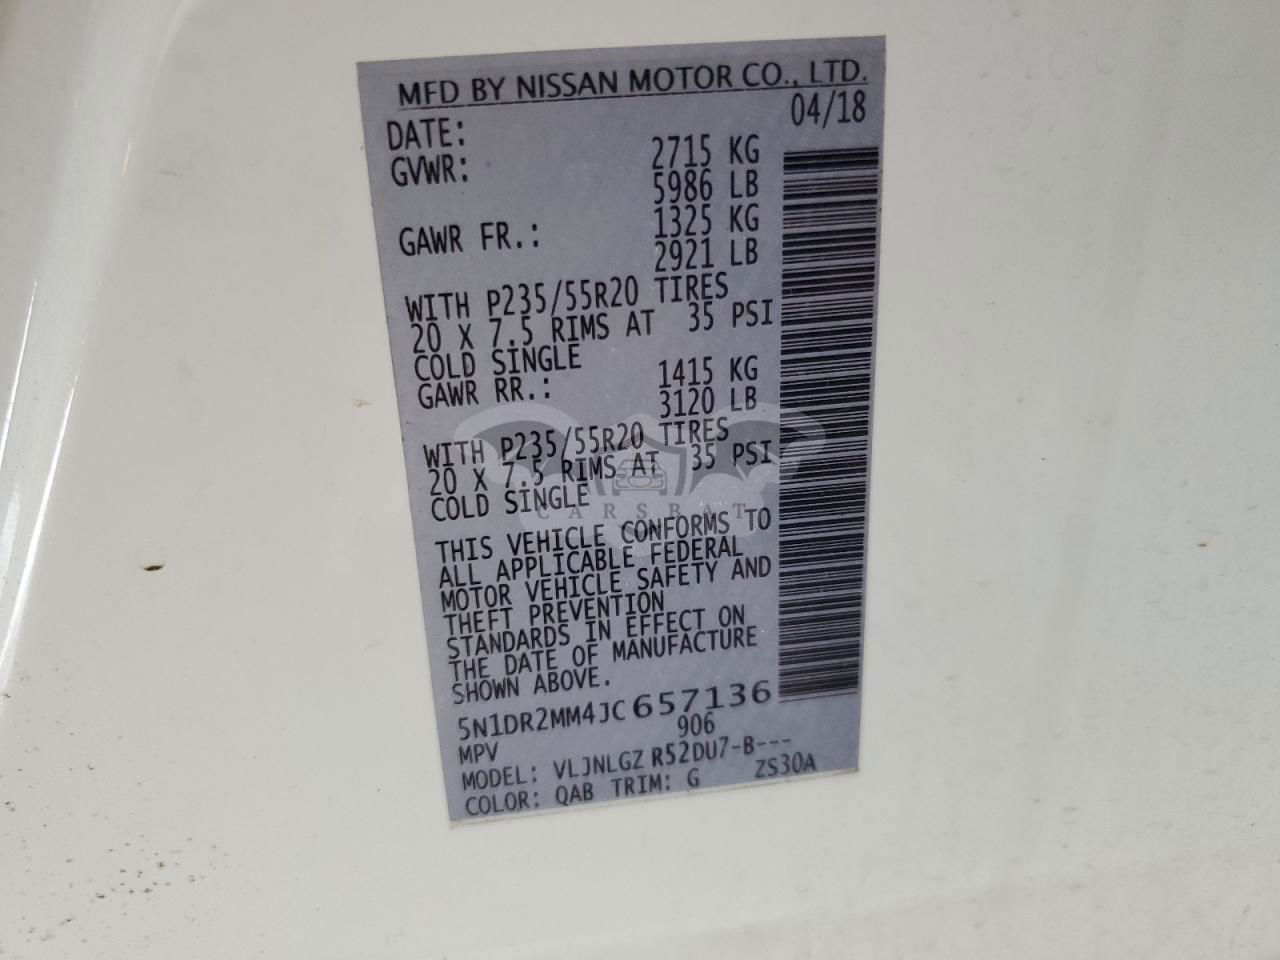 MFD BY NISSAN MOTOR CO., LTD.
DATE: 04/18
GVWR: 2715 KG
5986 LB
GAWR FR.: 1325 KG
2921 LB
WITH P235/55R20 TIRES
20 X 7.5 RIMS AT 35 PSI
COLD SINGLE
GAWR RR.: 1415 KG
3120 LB
WITH P235/55R20 TIRES
20 X 7.5 RIMS AT 35 PSI
COLD SINGLE
CARSBAT
THIS VEHICLE CONFORMS TO
ALL APPLICABLE FEDERAL
MOTOR VEHICLE SAFETY AND
THEFT PREVENTION
STANDARDS IN EFFECT ON
THE DATE OF MANUFACTURE
SHOWN ABOVE.
5N1DR2MM4JC657136
MPV 906
MODEL: VLJNLGZ R52DU7-B---
COLOR: QAB TRIM: G ZS30A